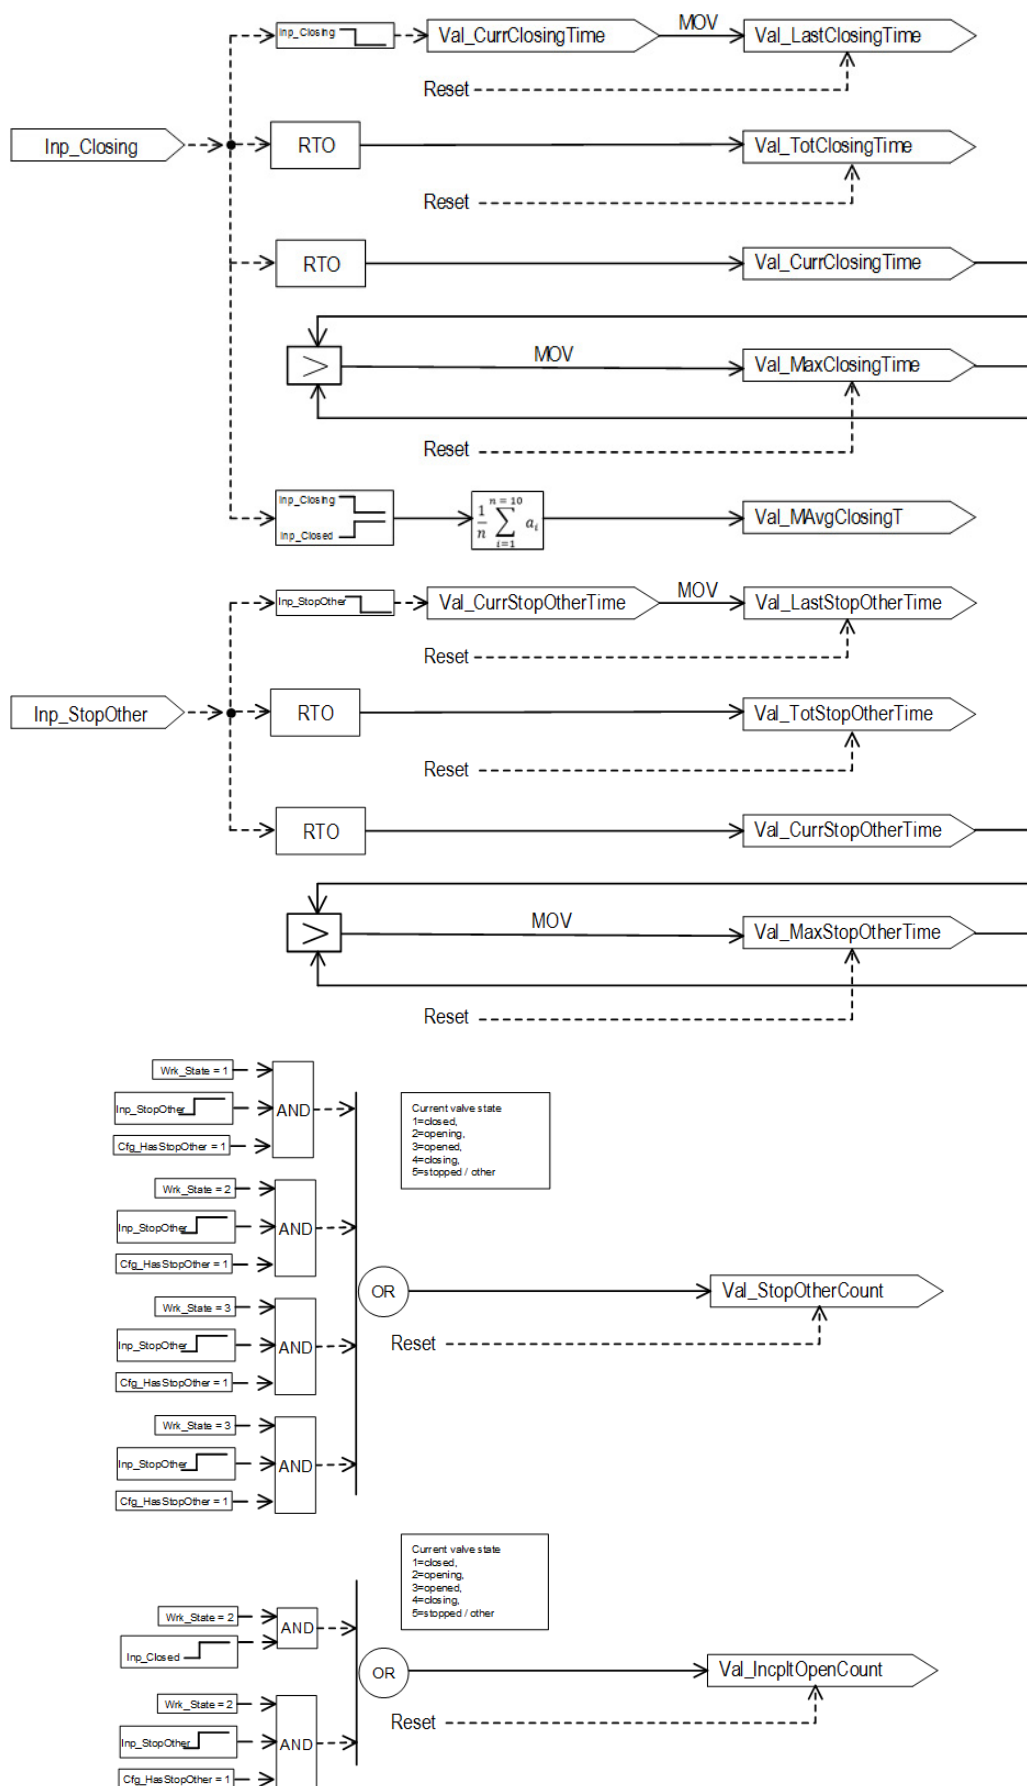 Inp_Closing
Val_CurrClosingTime
MOV
Val_LastClosingTime
Reset
Inp_Closing
RTO
Val_TotClosingTime
Reset
RTO
Val_CurrClosingTime
>
MOV
Val_MaxClosingTime
Reset
Inp_Closing
Inp_Closed
1/n n = 10 ∑ i=1 a_i
Val_MAvgClosingT
Inp_StopOther
Val_CurrStopOtherTime
MOV
Val_LastStopOtherTime
Reset
Inp_StopOther
RTO
Val_TotStopOtherTime
Reset
RTO
Val_CurrStopOtherTime
>
MOV
Val_MaxStopOtherTime
Reset
Wrk_State = 1
Inp_StopOther
AND
Cfg_HasStopOther = 1
Current valve state
1=closed,
2=opening,
3=opened,
4=closing,
5=stopped / other
Wrk_State = 2
Inp_StopOther
AND
Cfg_HasStopOther = 1
OR
Val_StopOtherCount
Reset
Wrk_State = 3
Inp_StopOther
AND
Cfg_HasStopOther = 1
Wrk_State = 3
Inp_StopOther
AND
Cfg_HasStopOther = 1
Current valve state
1=closed,
2=opening,
3=opened,
4=closing,
5=stopped / other
Wrk_State = 2
AND
Inp_Closed
OR
Val_IncpltOpenCount
Reset
Wrk_State = 2
Inp_StopOther
AND
Cfg_HasStopOther = 1